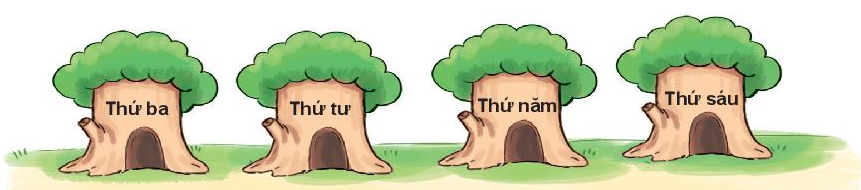 Thứ ba
Thứ tư
Thứ năm
Thứ sáu